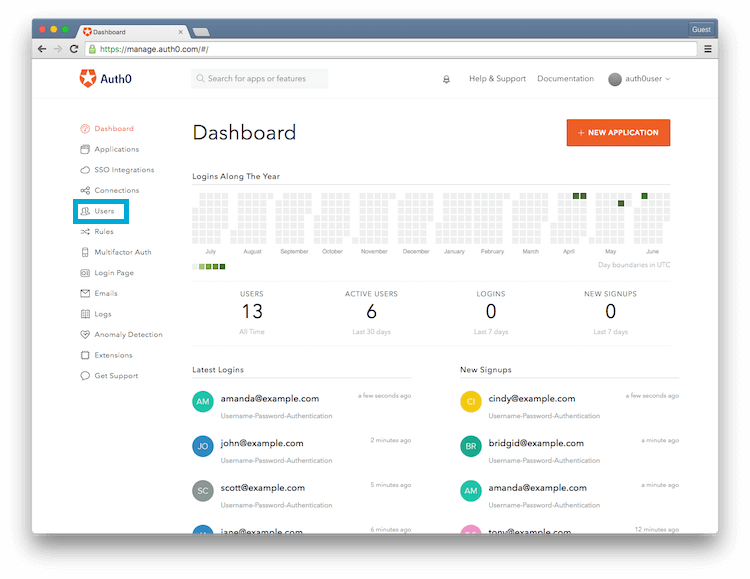 Dashboard
Guest
https://manage.auth0.com/#/
Auth0
Search for apps or features
Help & Support
Documentation
auth0user
Dashboard
Applications
SSO Integrations
Connections
Users
Rules
Multifactor Auth
Login Page
Emails
Logs
Anomaly Detection
Extensions
Get Support
Dashboard
+ NEW APPLICATION
Logins Along The Year
July August September October November December January February March April May June
Day boundaries in UTC
USERS
13
All Time
ACTIVE USERS
6
Last 30 days
LOGINS
0
Last 7 days
NEW SIGNUPS
0
Last 7 days
Latest Logins
AM amanda@example.com a few seconds ago
Username-Password-Authentication
JO john@example.com 2 minutes ago
Username-Password-Authentication
SC scott@example.com 5 minutes ago
Username-Password-Authentication
jane@example.com 6 minutes ago
New Signups
CI cindy@example.com a few seconds ago
Username-Password-Authentication
BR bridgid@example.com a minute ago
Username-Password-Authentication
AM amanda@example.com a minute ago
Username-Password-Authentication
tony@example.com 12 minutes ago